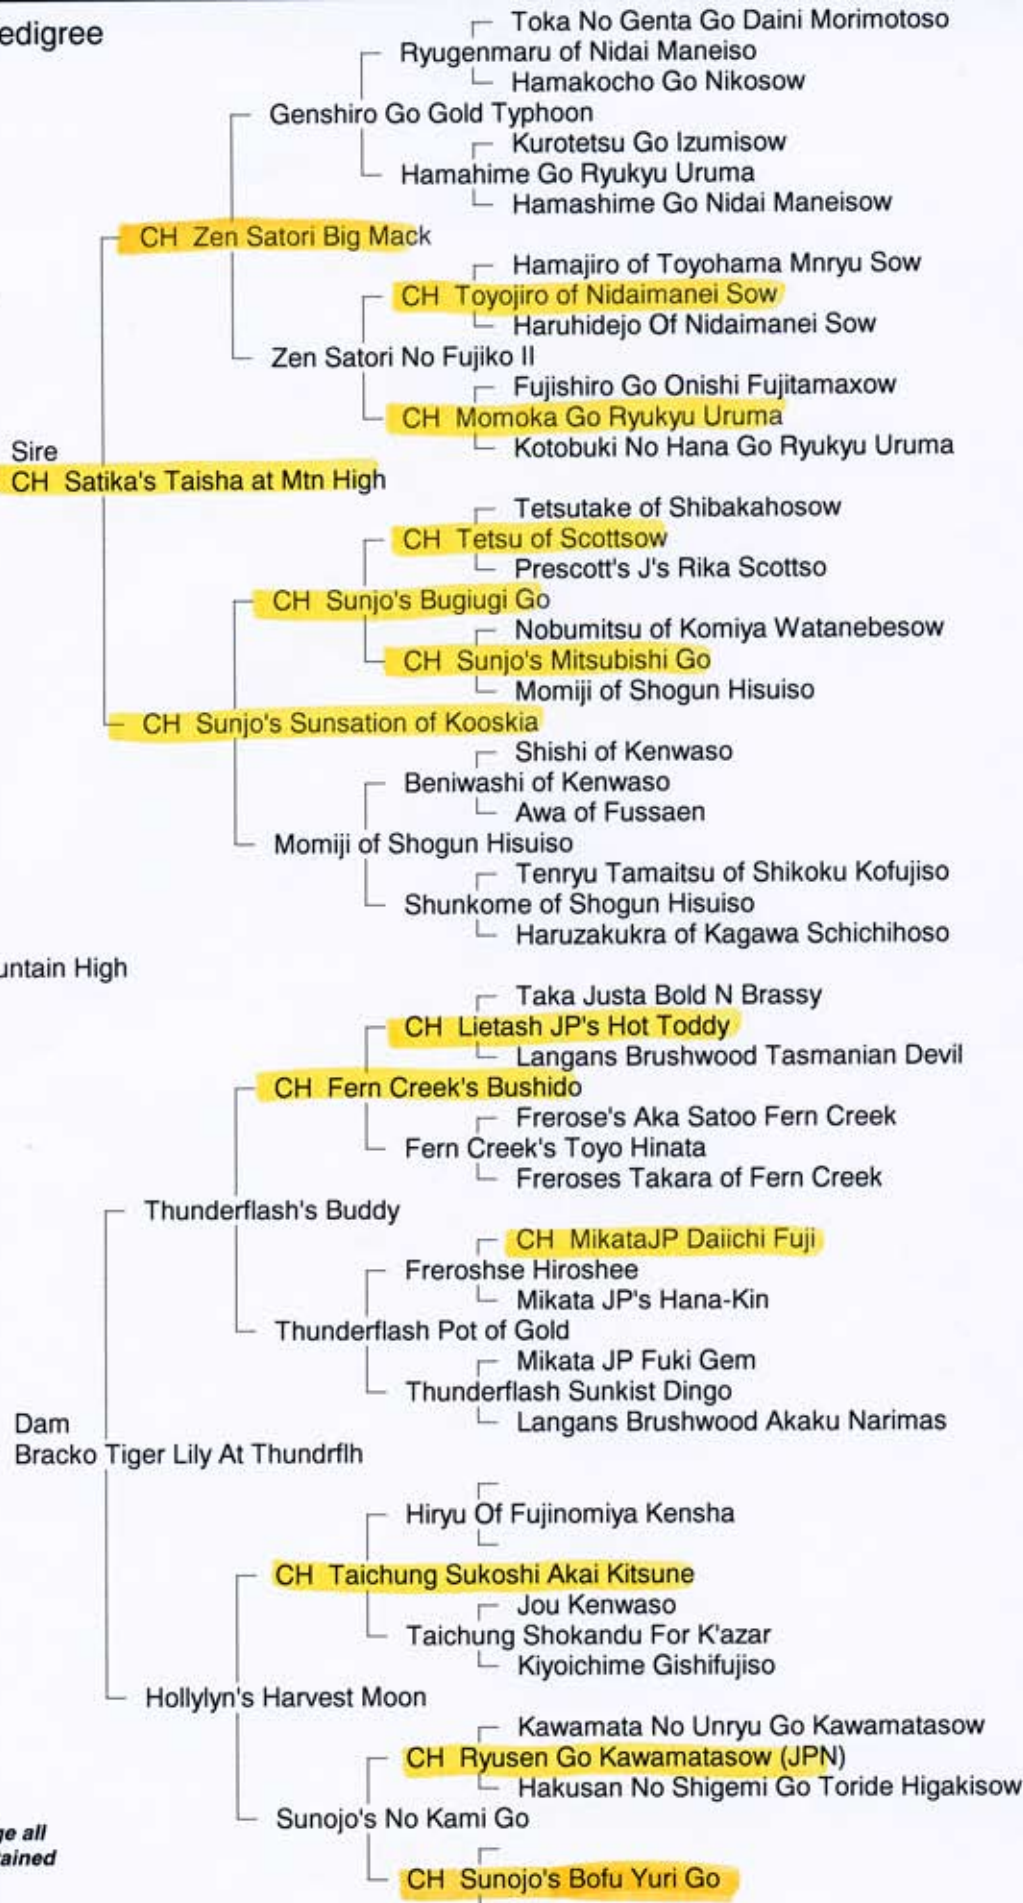 edigree
Toka No Genta Go Daini Morimotoso
Ryugenmaru of Nidai Maneiso
Hamakocho Go Nikosow
Genshiro Go Gold Typhoon
Kurotetsu Go Izumisow
Hamahime Go Ryukyu Uruma
Hamashime Go Nidai Maneisow
CH Zen Satori Big Mack
Hamajiro of Toyohama Mnryu Sow
CH Toyojiro of Nidaimanei Sow
Haruhidejo Of Nidaimanei Sow
Zen Satori No Fujiko II
Fujishiro Go Onishi Fujitamaxow
CH Momoka Go Ryukyu Uruma
Kotobuki No Hana Go Ryukyu Uruma
Sire
CH Satika's Taisha at Mtn High
Tetsutake of Shibakahosow
CH Tetsu of Scottsow
Prescott's J's Rika Scottso
CH Sunjo's Bugiugi Go
Nobumitsu of Komiya Watanebesow
CH Sunjo's Mitsubishi Go
Momiji of Shogun Hisuiso
CH Sunjo's Sunsation of Kooskia
Shishi of Kenwaso
Beniwashi of Kenwaso
Awa of Fussaen
Momiji of Shogun Hisuiso
Tenryu Tamaitsu of Shikoku Kofujiso
Shunkome of Shogun Hisuiso
Haruzakukra of Kagawa Schichihoso
untain High
Taka Justa Bold N Brassy
CH Lietash JP's Hot Toddy
Langans Brushwood Tasmanian Devil
CH Fern Creek's Bushido
Frerose's Aka Satoo Fern Creek
Fern Creek's Toyo Hinata
Freroses Takara of Fern Creek
Thunderflash's Buddy
CH MikataJP Daiichi Fuji
Freroshse Hiroshee
Mikata JP's Hana-Kin
Thunderflash Pot of Gold
Mikata JP Fuki Gem
Thunderflash Sunkist Dingo
Langans Brushwood Akaku Narimas
Dam
Bracko Tiger Lily At Thundrflh
Hiryu Of Fujinomiya Kensha
CH Taichung Sukoshi Akai Kitsune
Jou Kenwaso
Taichung Shokandu For K'azar
Kiyoichime Gishifujiso
Hollylyn's Harvest Moon
Kawamata No Unryu Go Kawamatasow
CH Ryusen Go Kawamatasow (JPN)
Hakusan No Shigemi Go Toride Higakisow
Sunojo's No Kami Go
ge all
tained
CH Sunojo's Bofu Yuri Go